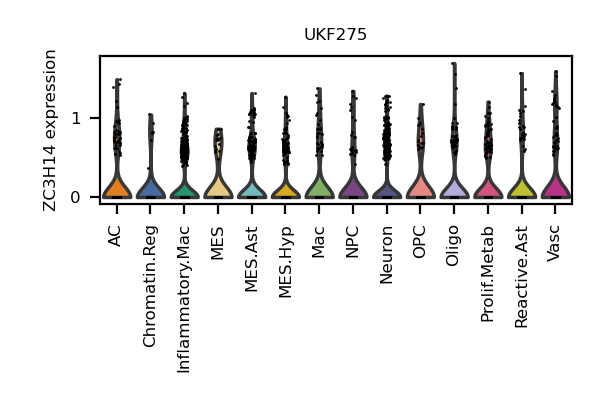 UKF275
ZC3H14 expression
1
0
AC
Chromatin.Reg
Inflammatory.Mac
MES
MES.Ast
MES.Hyp
Mac
NPC
Neuron
OPC
Oligo
Prolif.Metab
Reactive.Ast
Vasc